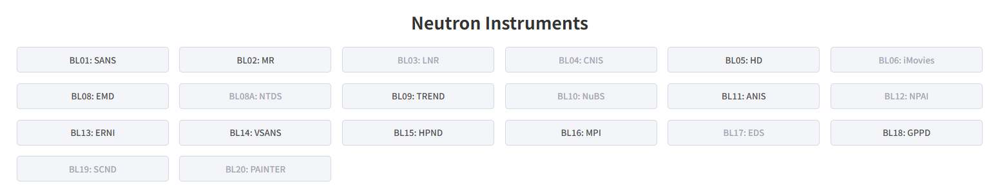 Neutron Instruments
BL01: SANS
BL02: MR
BL03: LNR
BL04: CNIS
BL05: HD
BL06: iMovies
BL08: EMD
BL08A: NTDS
BL09: TREND
BL10: NuBS
BL11: ANIS
BL12: NPAI
BL13: ERNI
BL14: VSANS
BL15: HPND
BL16: MPI
BL17: EDS
BL18: GPPD
BL19: SCND
BL20: PAINTER